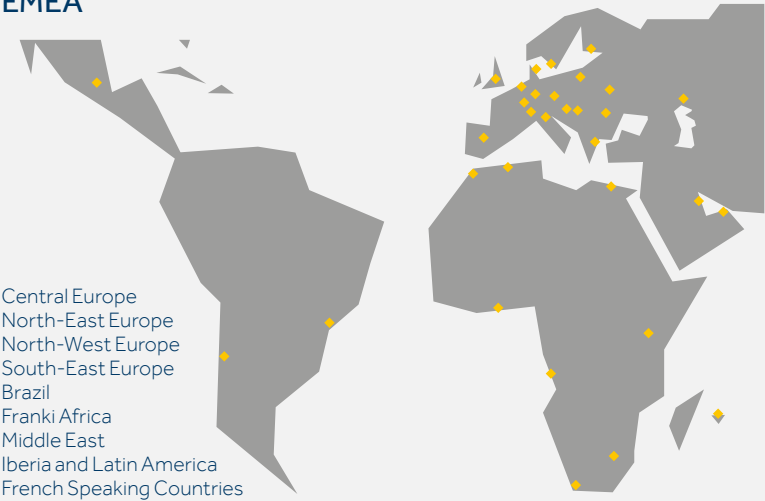 EMEA
Central Europe
North-East Europe
North-West Europe
South-East Europe
Brazil
Franki Africa
Middle East
Iberia and Latin America
French Speaking Countries